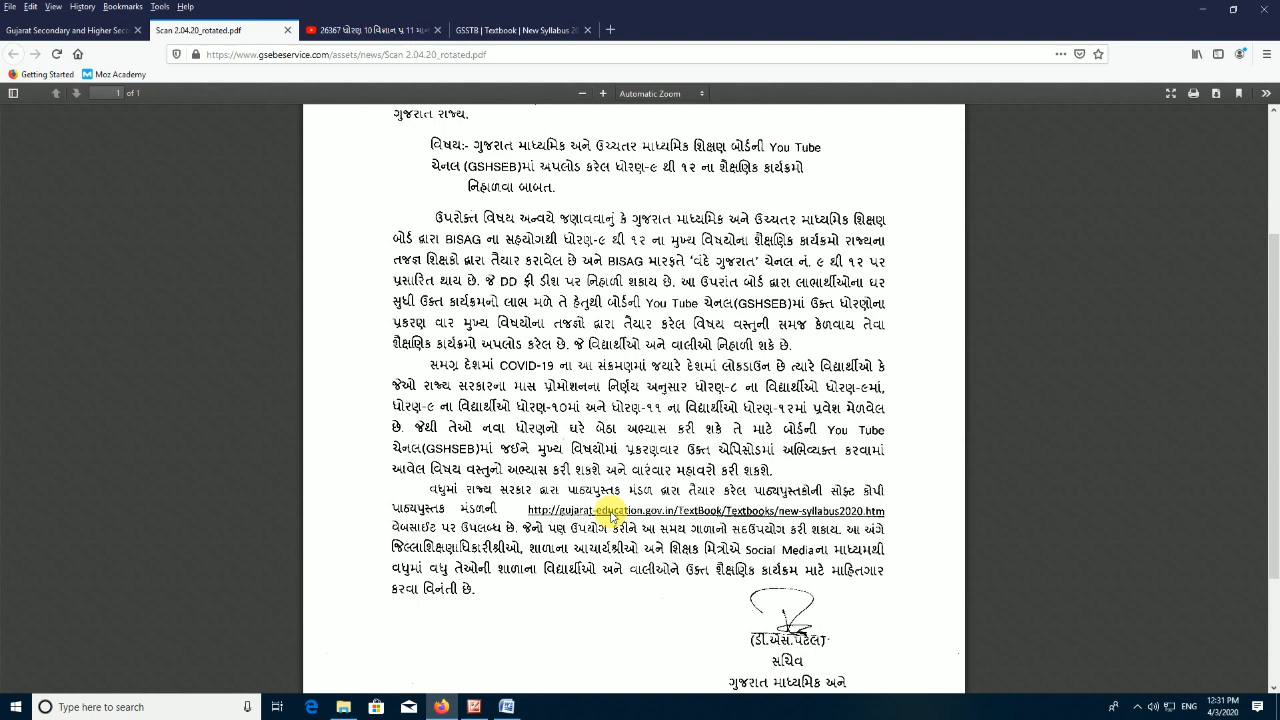 File Edit View History Bookmarks Tools Help
Gujarat Secondary and Higher Seco
Scan 2.04.20_rotated.pdf
26367 ધોરણ 10 વિજ્ઞાન પ્ર 11 માન
GSSTB | Textbook | New Syllabus 20
https://www.gsebeservice.com/assets/news/Scan 2.04.20_rotated.pdf
Getting Started Moz Academy
1 of 1 Automatic Zoom
ગુજરાત રાજ્ય.
વિષય:- ગુજરાત માધ્યમિક અને ઉચ્ચતર માધ્યમિક શિક્ષણ બોર્ડની You Tube
ચેનલ (GSHSEB)માં અપલોડ કરેલ ધોરણ-૯ થી ૧૨ ના શૈક્ષણિક કાર્યક્રમો
નિહાળવા બાબત.
ઉપરોક્ત વિષય અન્વયે જણાવવાનું કે ગુજરાત માધ્યમિક અને ઉચ્ચતર માધ્યમિક શિક્ષણ
બોર્ડ દ્વારા BISAG ના સહયોગથી ધોરણ-૯ થી ૧૨ ના મુખ્ય વિષયોના શૈક્ષણિક કાર્યક્રમો રાજ્યના
તજજ્ઞ શિક્ષકો દ્વારા તૈયાર કરાવેલ છે અને BISAG મારફતે 'વંદે ગુજરાત' ચેનલ નં. ૯ થી ૧૨ પર
પ્રસારિત થાય છે. જે DD ફ્રી ડીશ પર નિહાળી શકાય છે. આ ઉપરાંત બોર્ડ દ્વારા લાભાર્થીઓના ઘર
સુધી ઉક્ત કાર્યક્રમનો લાભ મળે તે હેતુથી બોર્ડની You Tube ચેનલ(GSHSEB)માં ઉક્ત ધોરણોના
પ્રકરણ વાર મુખ્ય વિષયોના તજજ્ઞો દ્વારા તૈયાર કરેલ વિષય વસ્તુની સમજ કેળવાય તેવા
શૈક્ષણિક કાર્યક્રમો અપલોડ કરેલ છે. જે વિદ્યાર્થીઓ અને વાલીઓ નિહાળી શકે છે.
સમગ્ર દેશમાં COVID-19 ના આ સંક્રમણમાં જયારે દેશમાં લોકડાઉન છે ત્યારે વિદ્યાર્થીઓ કે
જેઓ રાજ્ય સરકારના માસ પ્રોમોશનના નિર્ણય અનુસાર ધોરણ-૮ ના વિદ્યાર્થીઓ ધોરણ-૯માં,
ધોરણ-૯ ના વિદ્યાર્થીઓ ધોરણ-૧૦માં અને ધોરણ-૧૧ ના વિદ્યાર્થીઓ ધોરણ-૧૨માં પ્રવેશ મેળવેલ
છે. જેથી તેઓ નવા ધોરણનો ઘરે બેઠા અભ્યાસ કરી શકે તે માટે બોર્ડની You Tube
ચેનલ(GSHSEB)માં જઈને મુખ્ય વિષયોમાં પ્રકરણવાર ઉક્ત એપિસોડમાં અભિવ્યક્ત કરવામાં
આવેલ વિષય વસ્તુનો અભ્યાસ કરી શકશે અને વારંવાર મહાવરો કરી શકશે.
વધુમાં રાજ્ય સરકાર દ્વારા પાઠ્યપુસ્તક મંડળ દ્વારા તૈયાર કરેલ પાઠ્યપુસ્તકોની સોફ્ટ કોપી
પાઠ્યપુસ્તક મંડળની http://gujarat-education.gov.in/TextBook/Textbooks/new-syllabus2020.htm
વેબસાઈટ પર ઉપલબ્ધ છે. જેનો પણ ઉપયોગ કરીને આ સમય ગાળાનો સદઉપયોગ કરી શકાય. આ અંગે
જિલ્લાશિક્ષણાધિકારીશ્રીઓ, શાળાના આચાર્યશ્રીઓ અને શિક્ષક મિત્રોએ Social Mediaના માધ્યમથી
વધુમાં વધુ તેઓની શાળાના વિદ્યાર્થીઓ અને વાલીઓને ઉક્ત શૈક્ષણિક કાર્યક્રમ માટે માહિતગાર
કરવા વિનંતી છે.
(ડી.એસ.પટેલ)
સચિવ
ગુજરાત માધ્યમિક અને
Type here to search
ENG
12:31 PM
4/3/2020